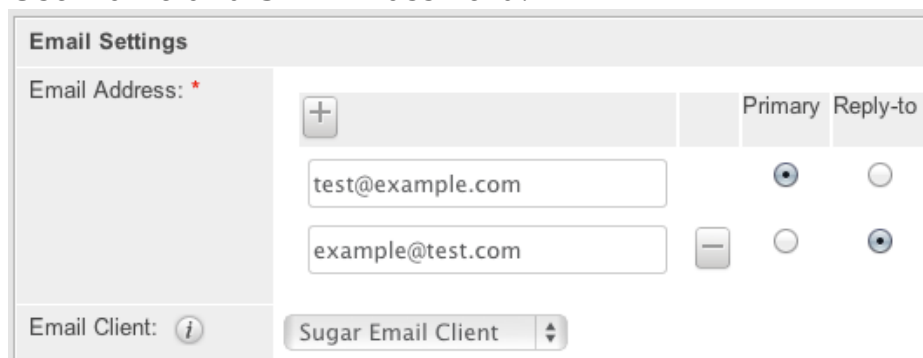 Email Settings
Email Address: *
Primary Reply-to
test@example.com
example@test.com
Email Client: i
Sugar Email Client